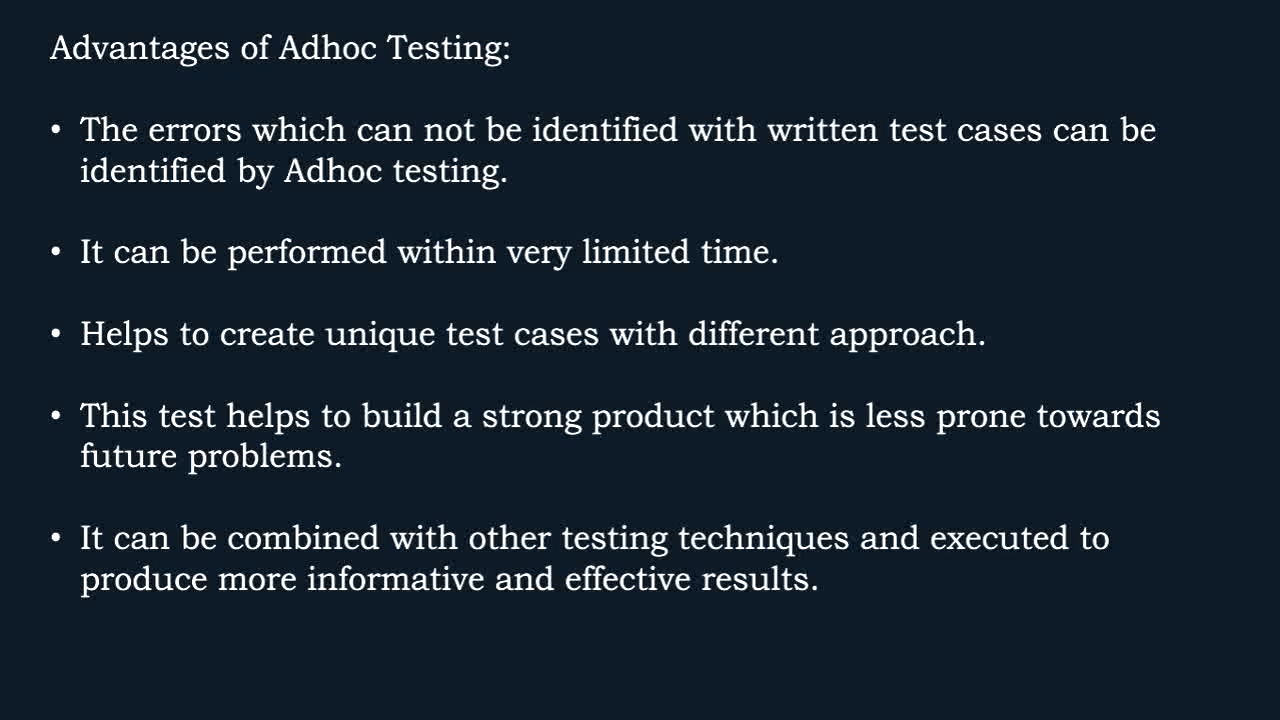 Advantages of Adhoc Testing:
• The errors which can not be identified with written test cases can be
identified by Adhoc testing.
• It can be performed within very limited time.
• Helps to create unique test cases with different approach.
• This test helps to build a strong product which is less prone towards
future problems.
• It can be combined with other testing techniques and executed to
produce more informative and effective results.